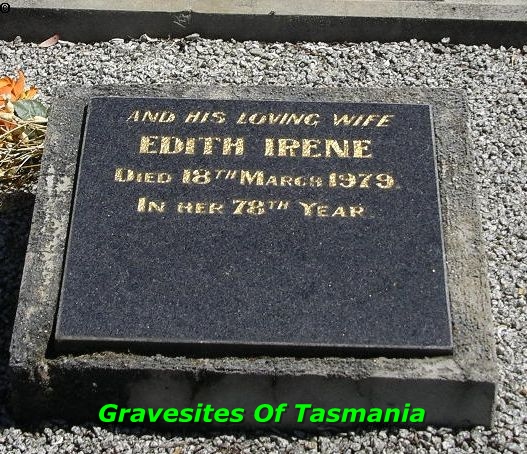 AND HIS LOVING WIFE
EDITH IRENE
DIED 18TH MARCH 1979
IN HER 78TH YEAR
Gravesites Of Tasmania
©